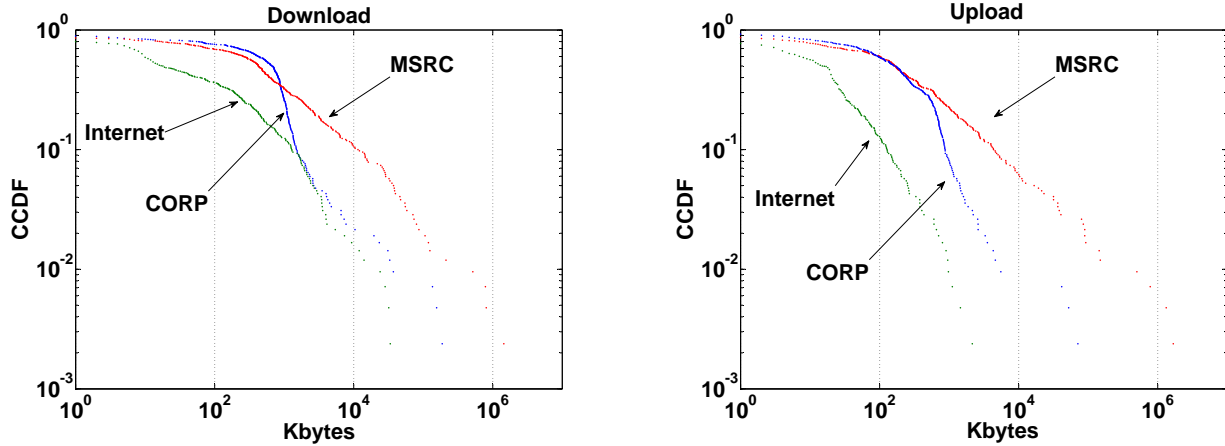 Download
10^0
10^-1
10^-2
10^-3
CCDF
MSRC
Internet
CORP
10^0
10^2
10^4
10^6
Kbytes
Upload
10^0
10^-1
10^-2
10^-3
CCDF
MSRC
Internet
CORP
10^0
10^2
10^4
10^6
Kbytes